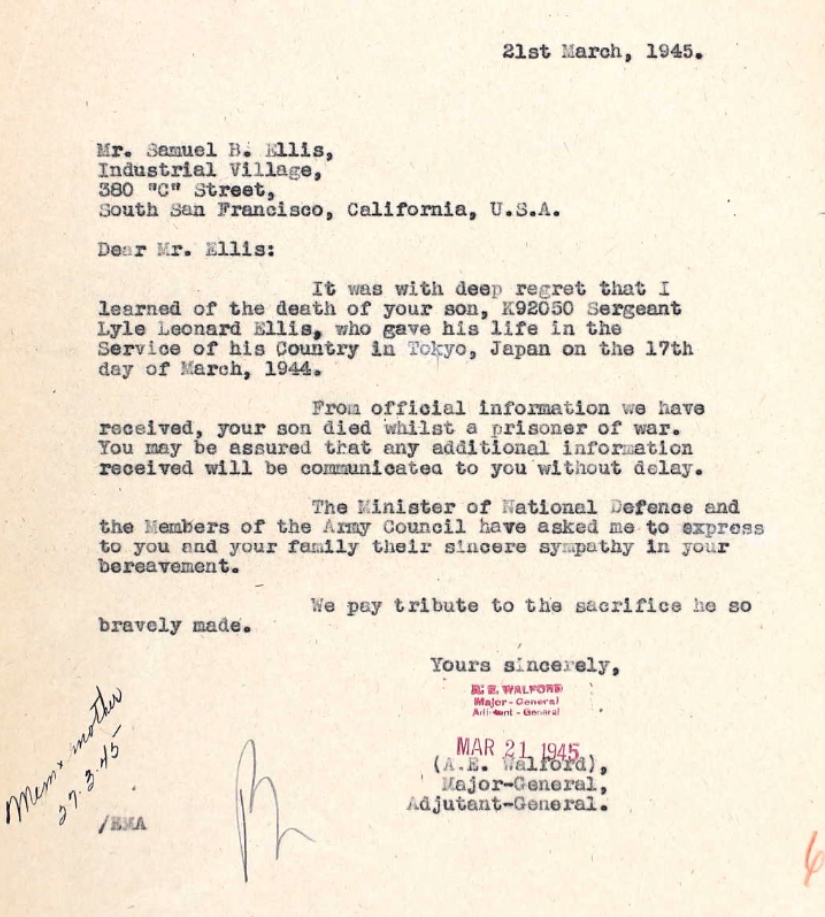 21st March, 1945.
Mr. Samuel B. Ellis,
Industrial Village,
380 "C" Street,
South San Francisco, California, U.S.A.
Dear Mr. Ellis:
It was with deep regret that I
learned of the death of your son, K92050 Sergeant
Lyle Leonard Ellis, who gave his life in the
Service of his Country in Tokyo, Japan on the 17th
day of March, 1944.
From official information we have
received, your son died whilst a prisoner of war.
You may be assured that any additional information
received will be communicated to you without delay.
The Minister of National Defence and
the Members of the Army Council have asked me to express
to you and your family their sincere sympathy in your
bereavement.
We pay tribute to the sacrifice he so
bravely made.
Yours sincerely,
A. E. WALFORD
Major-General
Adjutant-General
MAR 21 1945
(A.E. Walford),
Major-General,
Adjutant-General.
Mem x mother
27.3.45
/EMA
6